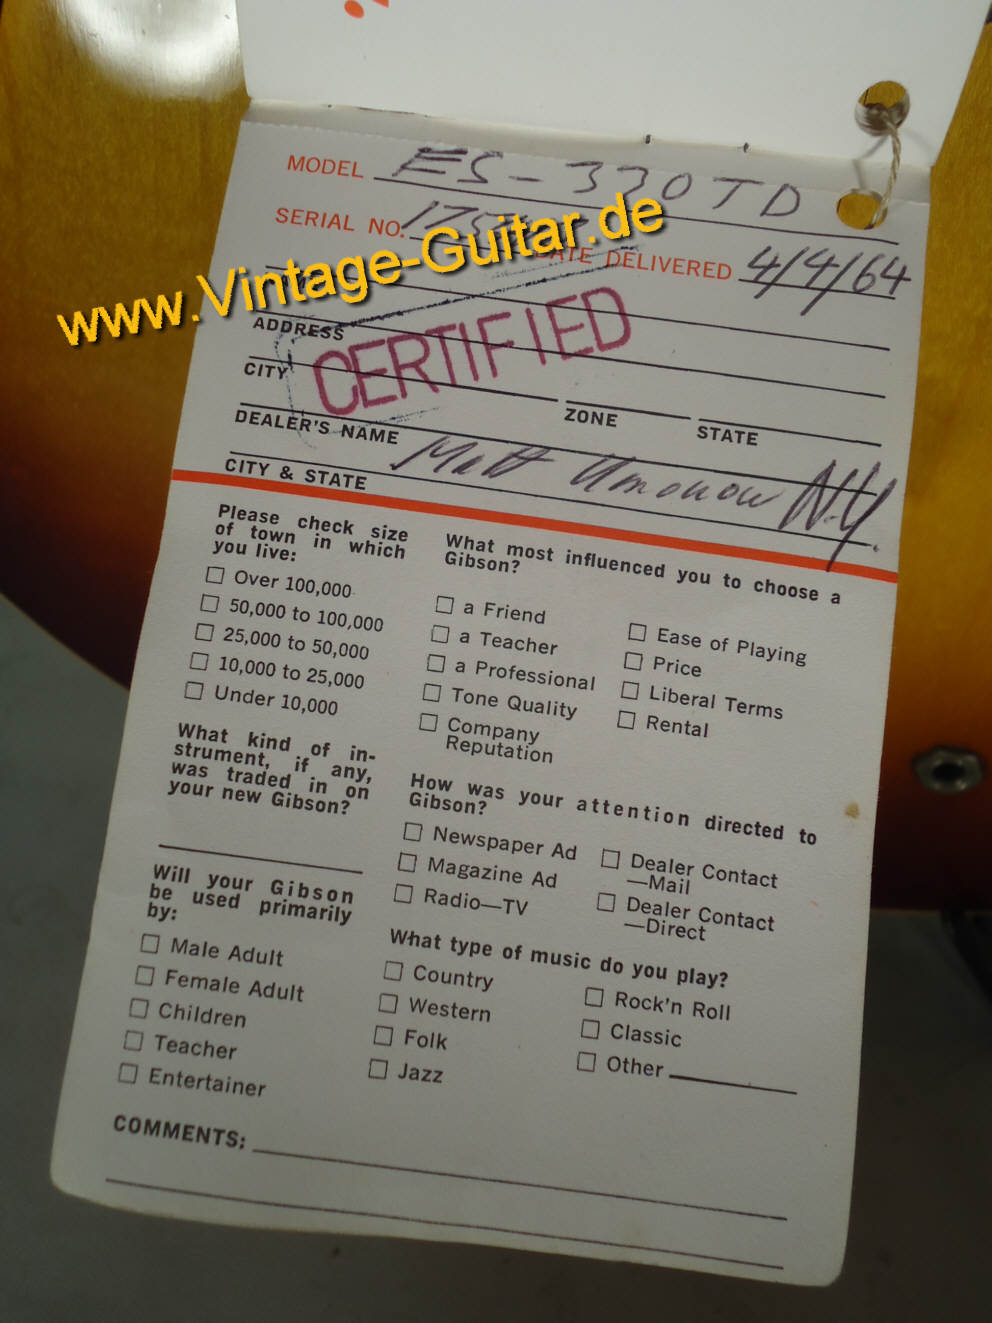 MODEL ES-330TD
SERIAL NO.
DATE DELIVERED 4/4/64
www.Vintage-Guitar.de
ADDRESS
CERTIFIED
CITY
ZONE
STATE
DEALER'S NAME Matt Umanov N.Y.
CITY & STATE
Please check size
of town in which
you live:
Over 100,000
50,000 to 100,000
25,000 to 50,000
10,000 to 25,000
Under 10,000
What kind of in-
strument, if any,
was traded in on
your new Gibson?
Will your Gibson
be used primarily
by:
Male Adult
Female Adult
Children
Teacher
Entertainer
What most influenced you to choose a
Gibson?
a Friend
a Teacher
a Professional
Tone Quality
Company
Reputation
Ease of Playing
Price
Liberal Terms
Rental
How was your attention directed to
Gibson?
Newspaper Ad
Magazine Ad
Radio—TV
Dealer Contact
—Mail
Dealer Contact
—Direct
What type of music do you play?
Country
Western
Folk
Jazz
Rock'n Roll
Classic
Other
COMMENTS: